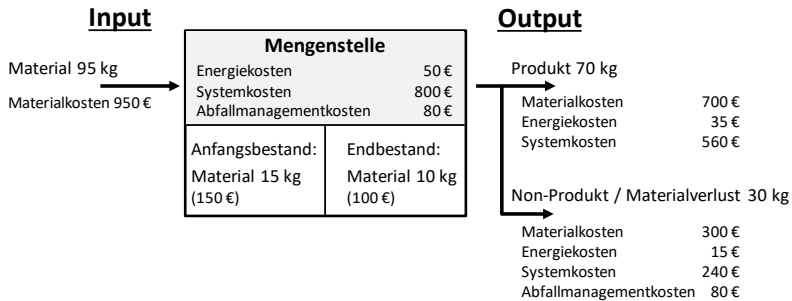 Input
Output
Mengenstelle
Material 95 kg
Materialkosten 950 €
Energiekosten 50 €
Systemkosten 800 €
Abfallmanagementkosten 80 €
Anfangsbestand:
Material 15 kg
(150 €)
Endbestand:
Material 10 kg
(100 €)
Produkt 70 kg
Materialkosten 700 €
Energiekosten 35 €
Systemkosten 560 €
Non-Produkt / Materialverlust 30 kg
Materialkosten 300 €
Energiekosten 15 €
Systemkosten 240 €
Abfallmanagementkosten 80 €